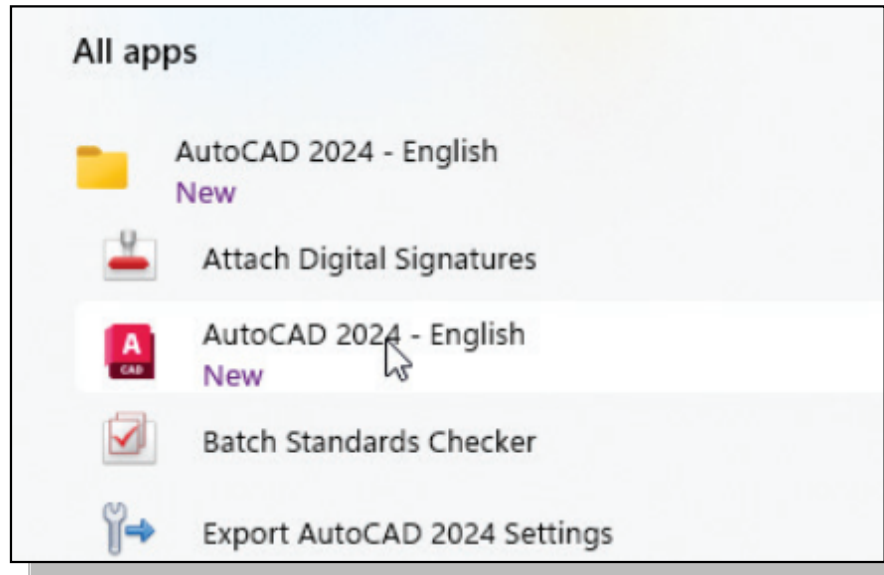 All apps
AutoCAD 2024 - English
New
Attach Digital Signatures
A
CAD
AutoCAD 2024 - English
New
Batch Standards Checker
Export AutoCAD 2024 Settings